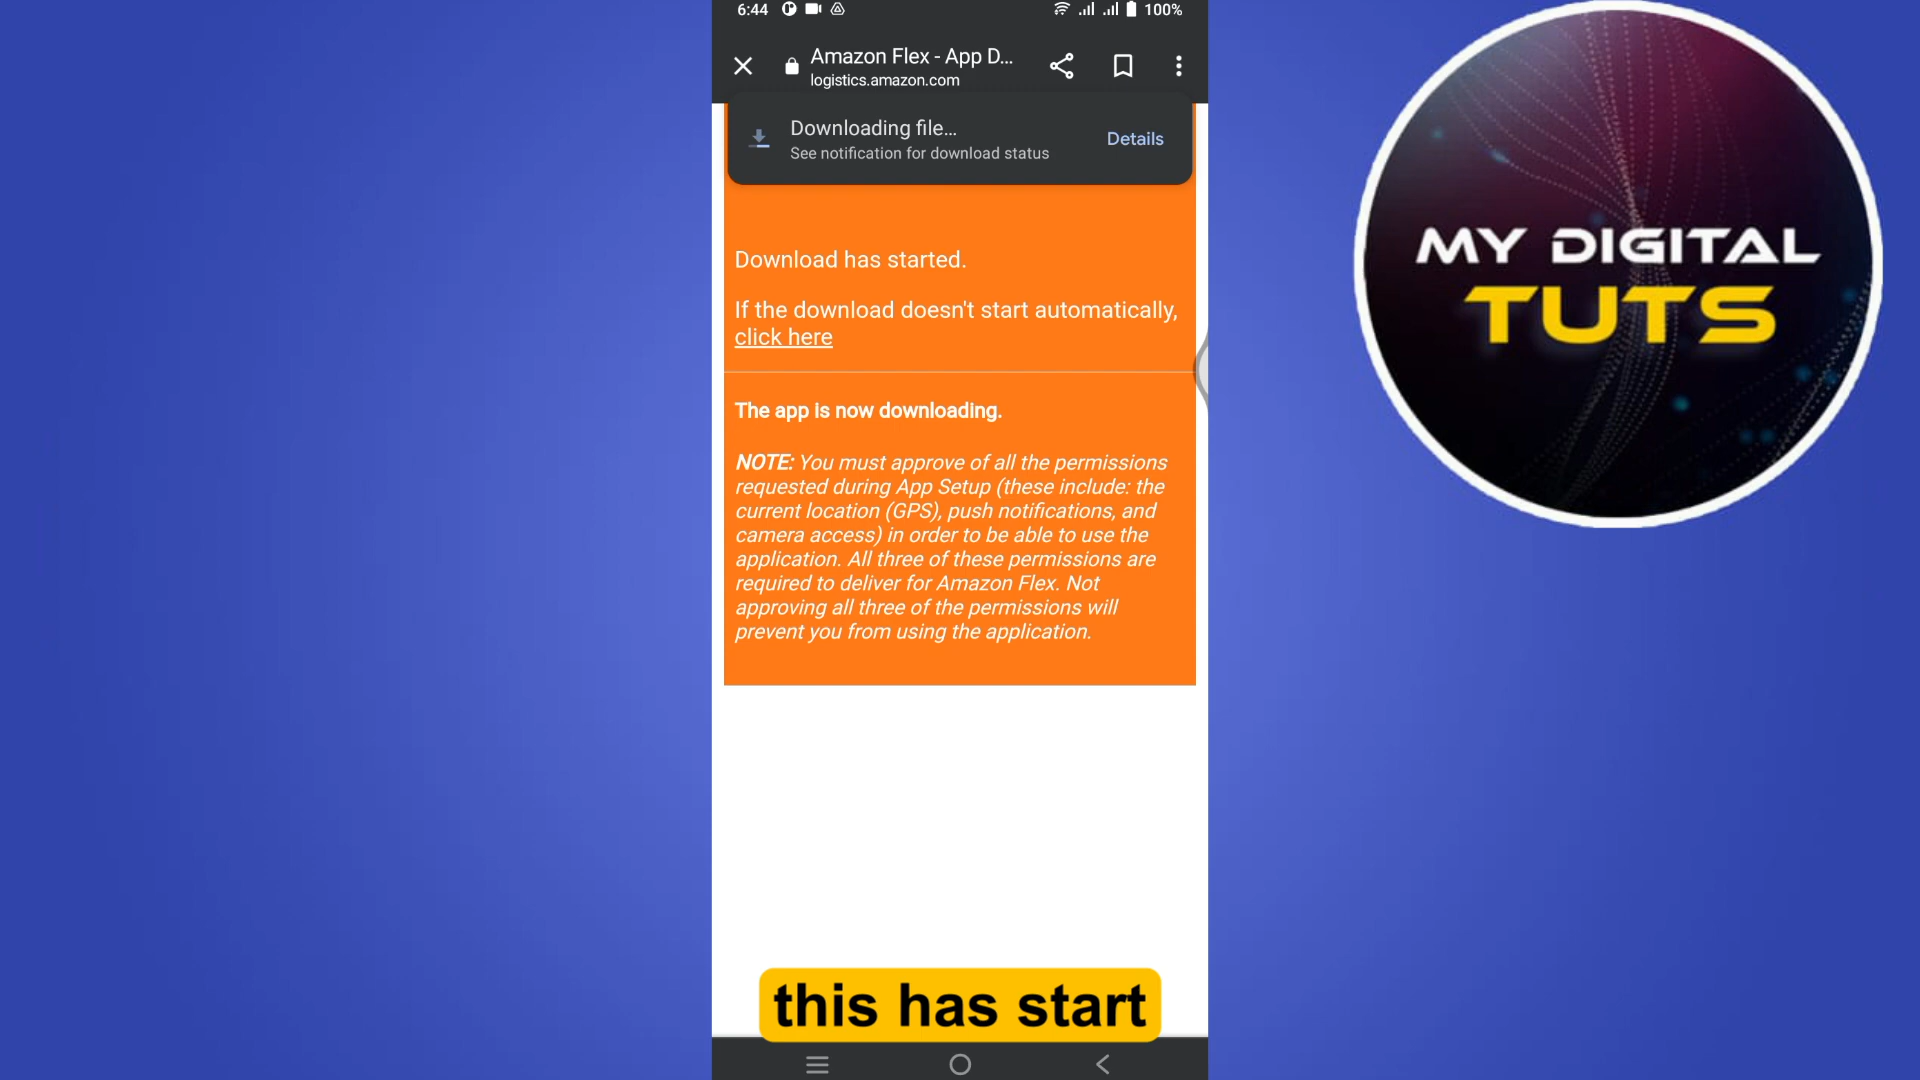 6:44
100%
Amazon Flex - App D...
logistics.amazon.com
Downloading file...
See notification for download status
Details
Download has started.
If the download doesn't start automatically,
click here
The app is now downloading.
NOTE: You must approve of all the permissions
requested during App Setup (these include: the
current location (GPS), push notifications, and
camera access) in order to be able to use the
application. All three of these permissions are
required to deliver for Amazon Flex. Not
approving all three of the permissions will
prevent you from using the application.
this has start
MY DIGITAL
TUTS